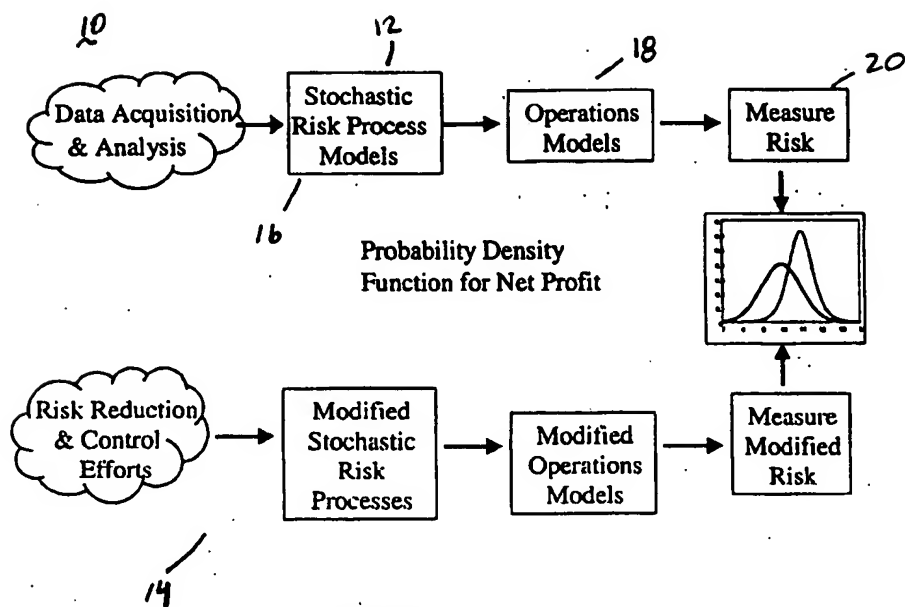 10
12
18
20
Data Acquisition
& Analysis
Stochastic
Risk Process
Models
Operations
Models
Measure
Risk
16
Probability Density
Function for Net Profit
Risk Reduction
& Control
Efforts
Modified
Stochastic
Risk
Processes
Modified
Operations
Models
Measure
Modified
Risk
14